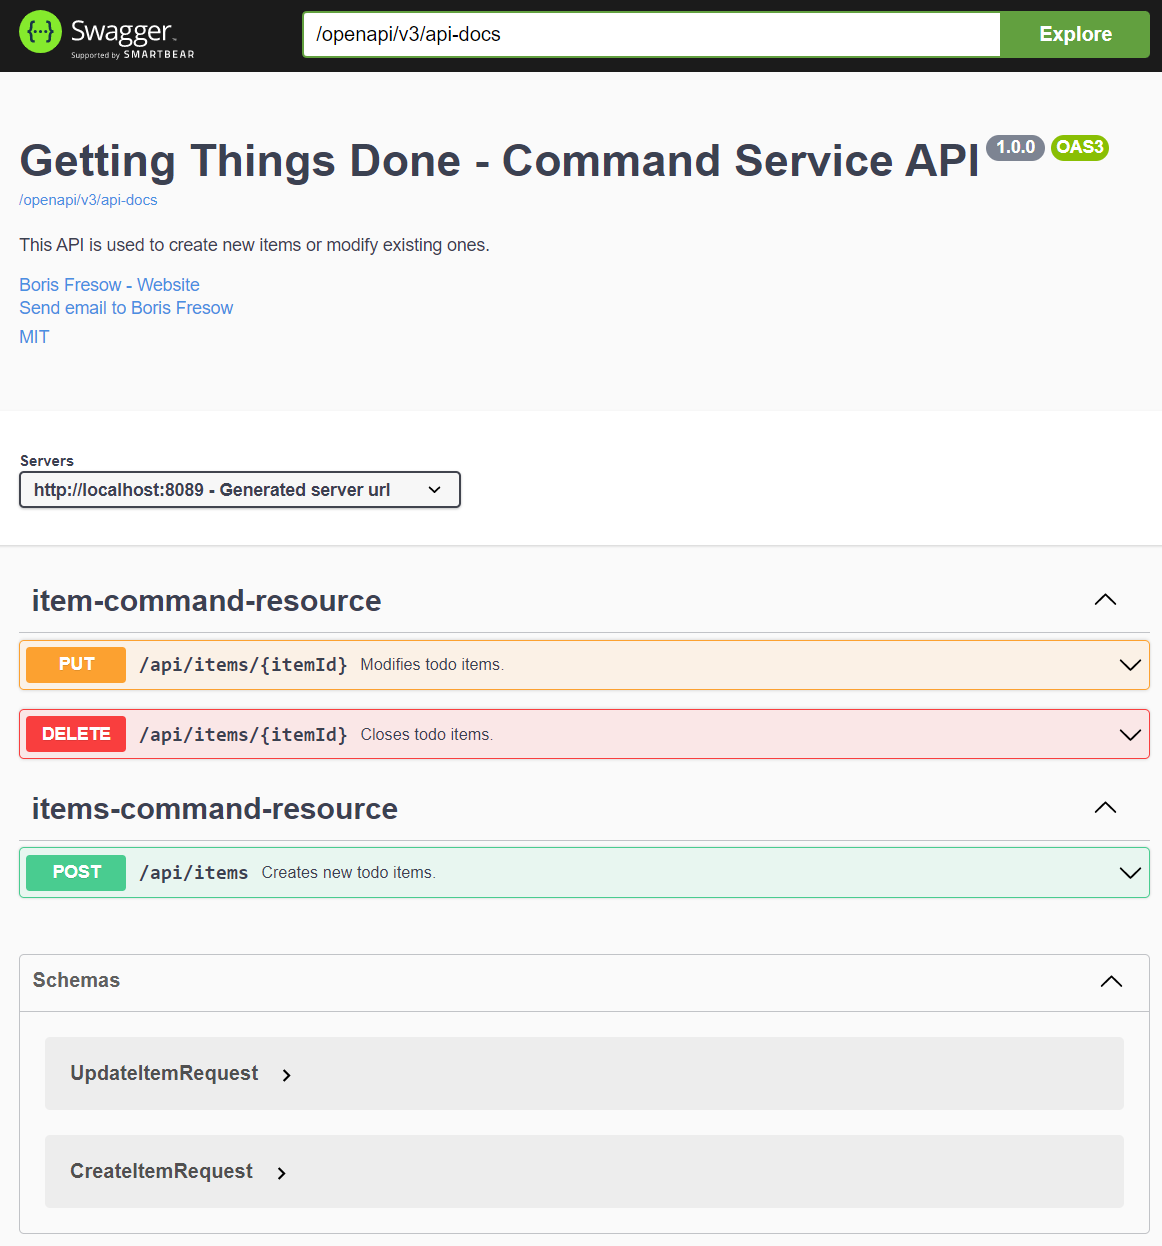 {···} Swagger™
Supported by SMARTBEAR
/openapi/v3/api-docs
Explore
Getting Things Done - Command Service API 1.0.0 OAS3
/openapi/v3/api-docs
This API is used to create new items or modify existing ones.
Boris Fresow - Website
Send email to Boris Fresow
MIT
Servers
http://localhost:8089 - Generated server url
item-command-resource
PUT /api/items/{itemId} Modifies todo items.
DELETE /api/items/{itemId} Closes todo items.
items-command-resource
POST /api/items Creates new todo items.
Schemas
UpdateItemRequest
CreateItemRequest